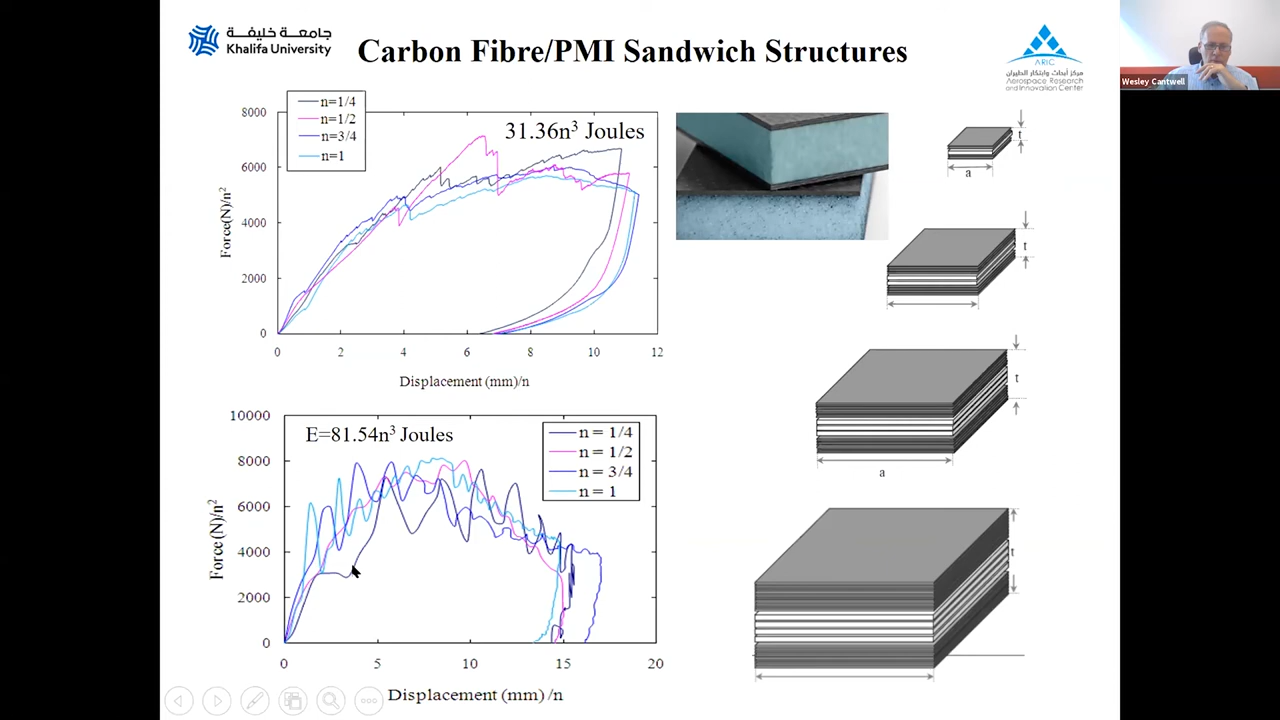 جامعة خليفة
Khalifa University
Carbon Fibre/PMI Sandwich Structures
ARIC
مركز أبحاث وابتكار الطيران
Aerospace Research
and Innovation Center
Wesley Cantwell
n=1/4
n=1/2
n=3/4
n=1
31.36n³ Joules
8000
6000
4000
2000
0
Force(N)/n²
0 2 4 6 8 10 12
Displacement (mm)/n
E=81.54n³ Joules
n = 1/4
n = 1/2
n = 3/4
n = 1
10000
8000
6000
4000
2000
0
Force(N)/n²
0 5 10 15 20
Displacement (mm) /n
t
a
t
t
a
t